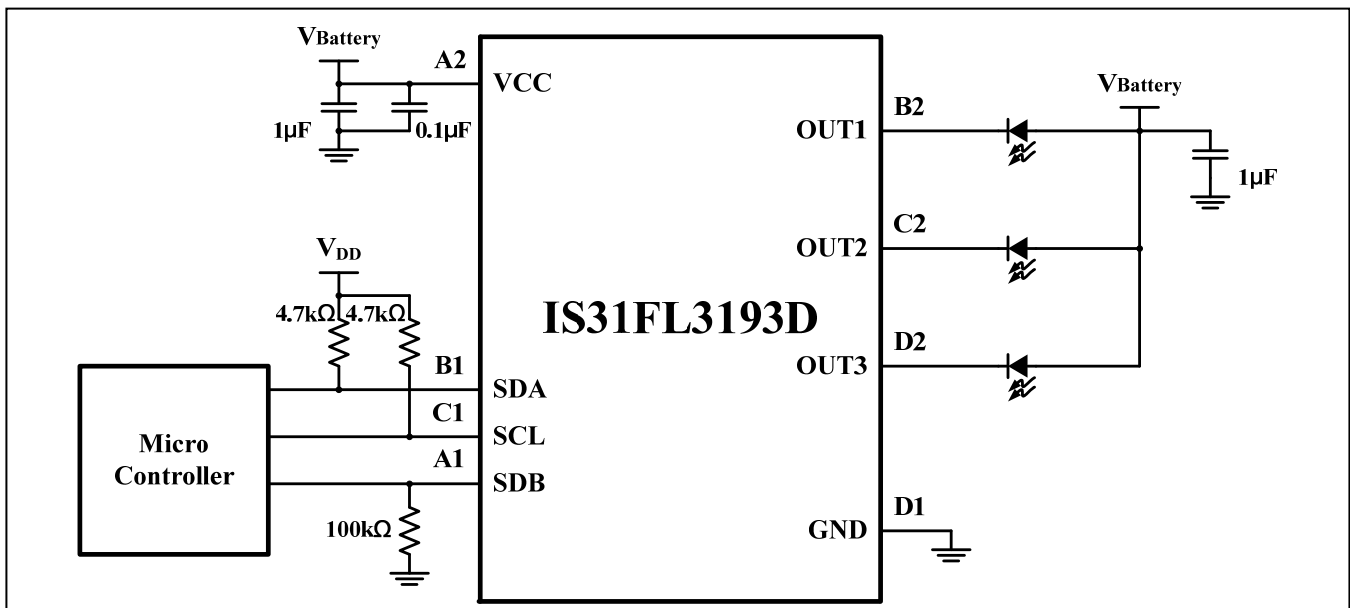 VBattery
A2
VCC
1µF
0.1µF
VDD
4.7kΩ 4.7kΩ
B1
SDA
C1
SCL
A1
SDB
100kΩ
Micro
Controller
IS31FL3193D
OUT1
B2
OUT2
C2
OUT3
D2
GND
D1
VBattery
1µF